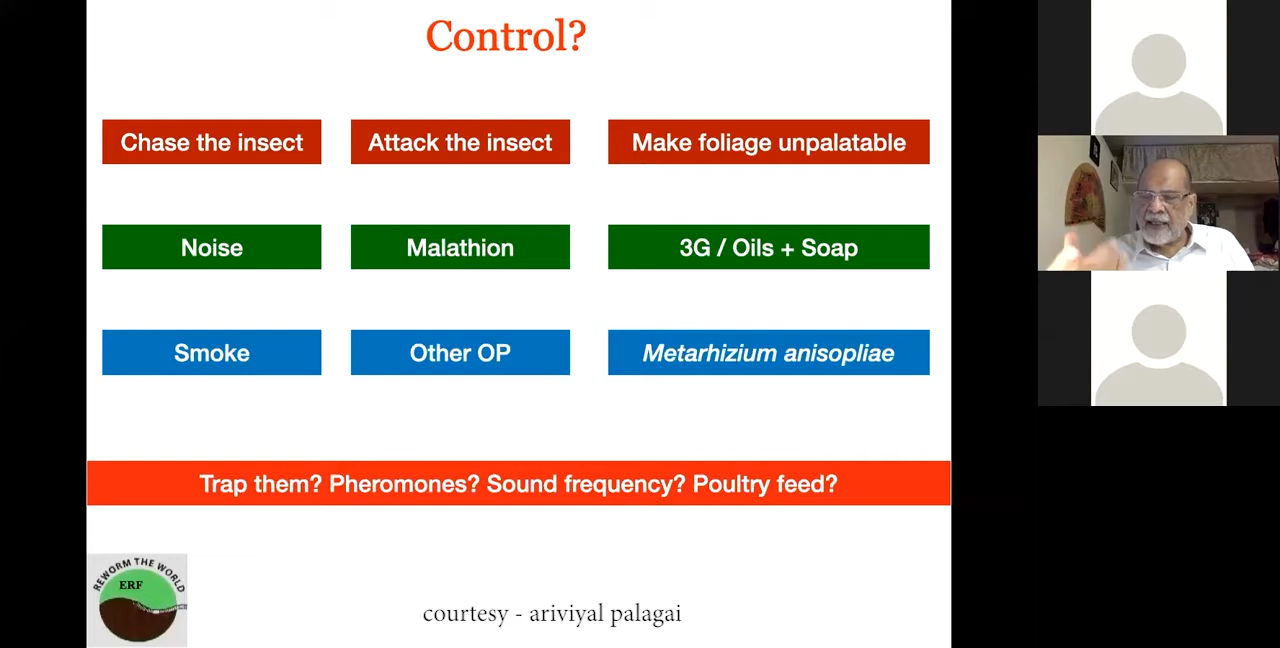 Control?
Chase the insect
Attack the insect
Make foliage unpalatable
Noise
Malathion
3G / Oils + Soap
Smoke
Other OP
Metarhizium anisopliae
Trap them? Pheromones? Sound frequency? Poultry feed?
REWORM THE WORLD
ERF
courtesy - ariviyal palagai